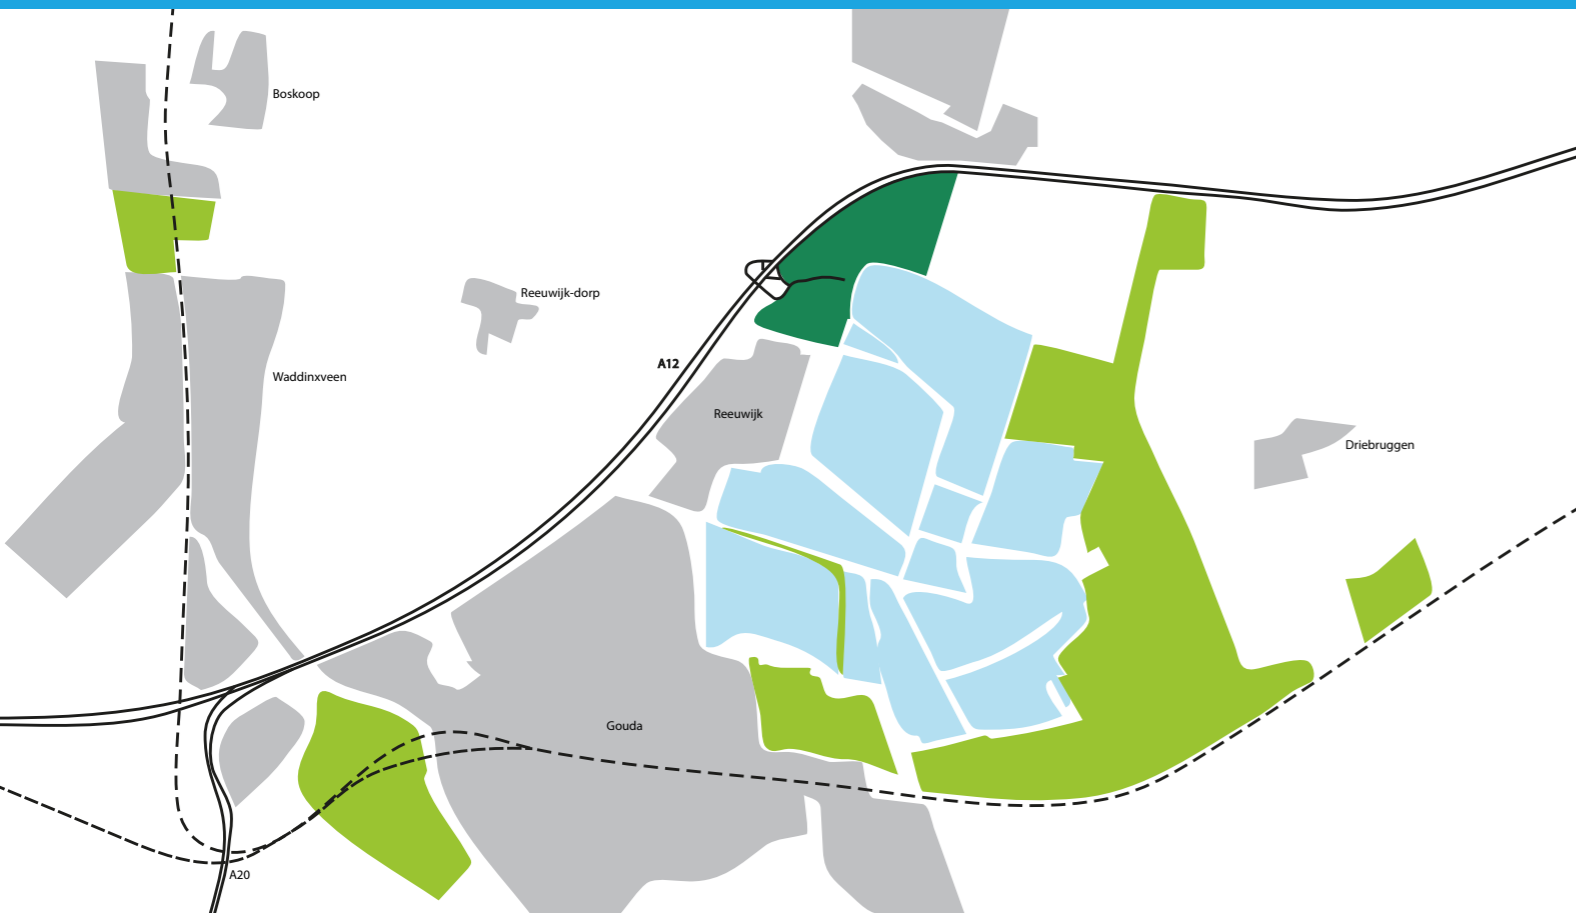 Boskoop
Reeuwijk-dorp
A12
Waddinxveen
Reeuwijk
Driebruggen
Gouda
A20